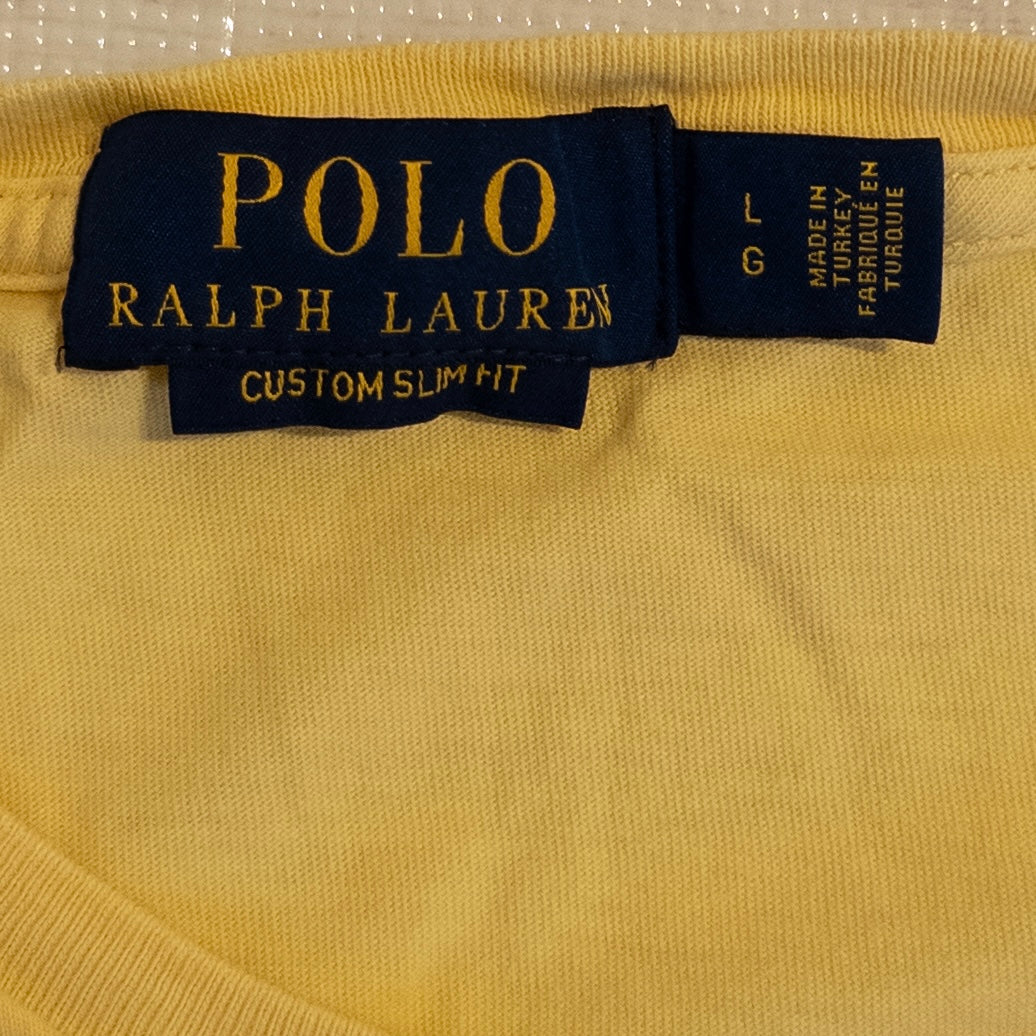 POLO
RALPH LAUREN
CUSTOM SLIM FIT
L
G
MADE IN
TURKEY
FABRIQUÉ EN
TURQUIE